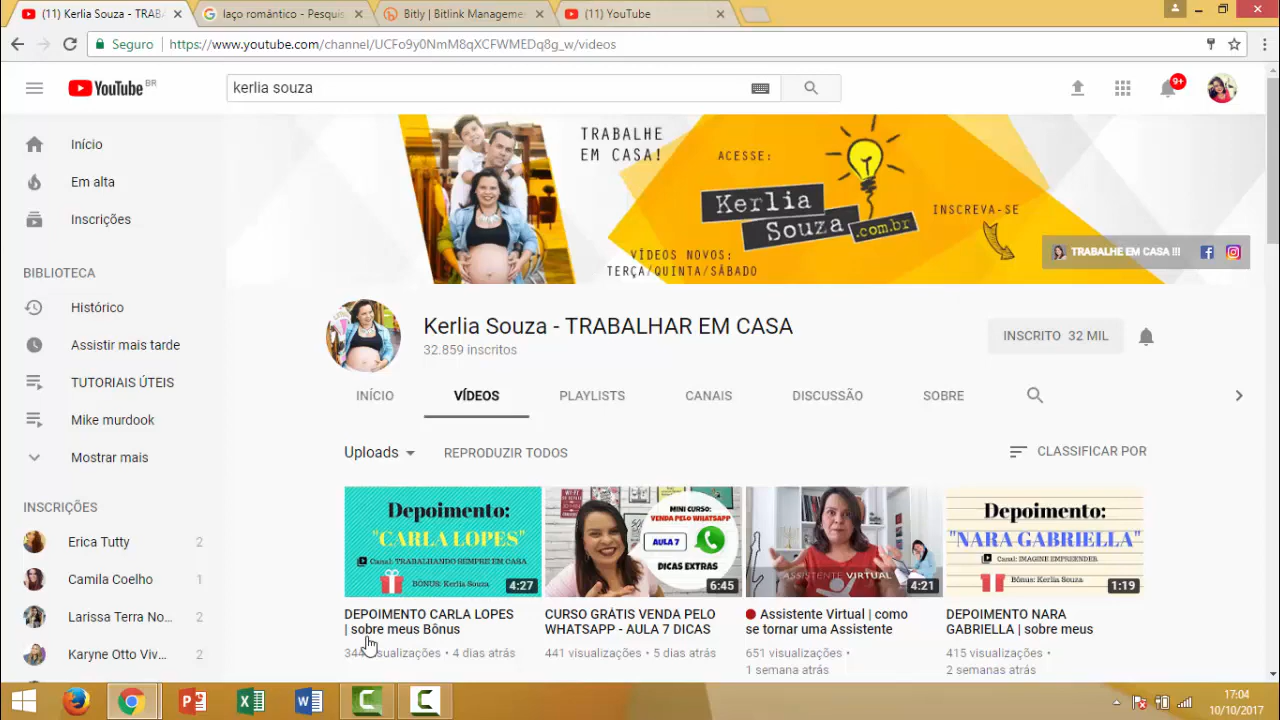 (11) Kerlia Souza - TRABALH
laço romântico - Pesquis
Bitly | Bitlink Manageme
(11) YouTube
Seguro
https://www.youtube.com/channel/UCFo9y0NmM8qXCFWMEDq8g_w/videos
YouTube BR
kerlia souza
9+
Início
Em alta
Inscrições
BIBLIOTECA
Histórico
Assistir mais tarde
TUTORIAIS ÚTEIS
Mike murdook
Mostrar mais
INSCRIÇÕES
Erica Tutty 2
Camila Coelho 1
Larissa Terra No... 2
Karyne Otto Viv... 2
TRABALHE
EM CASA!
ACESSE:
Kerlia
Souza
.com.br
INSCREVA-SE
VÍDEOS NOVOS:
TERÇA/QUINTA/SÁBADO
TRABALHE EM CASA !!!
Kerlia Souza - TRABALHAR EM CASA
32.859 inscritos
INSCRITO 32 MIL
INÍCIO VÍDEOS PLAYLISTS CANAIS DISCUSSÃO SOBRE
Uploads REPRODUZIR TODOS CLASSIFICAR POR
Depoimento:
"CARLA LOPES"
Canal: TRABALHANDO SEMPRE EM CASA
BÔNUS: Kerlia Souza
4:27
DEPOIMENTO CARLA LOPES
| sobre meus Bônus
344 visualizações • 4 dias atrás
MINI CURSO:
VENDA PELO WHATSAPP
AULA 7
DICAS EXTRAS
6:45
CURSO GRÁTIS VENDA PELO
WHATSAPP - AULA 7 DICAS
441 visualizações • 5 dias atrás
ASSISTENTE VIRTUAL
4:21
Assistente Virtual | como
se tornar uma Assistente
651 visualizações •
1 semana atrás
Depoimento:
"NARA GABRIELLA"
Canal: IMAGINE EMPREENDER
Bônus: Kerlia Souza
1:19
DEPOIMENTO NARA
GABRIELLA | sobre meus
415 visualizações •
2 semanas atrás
17:04
10/10/2017